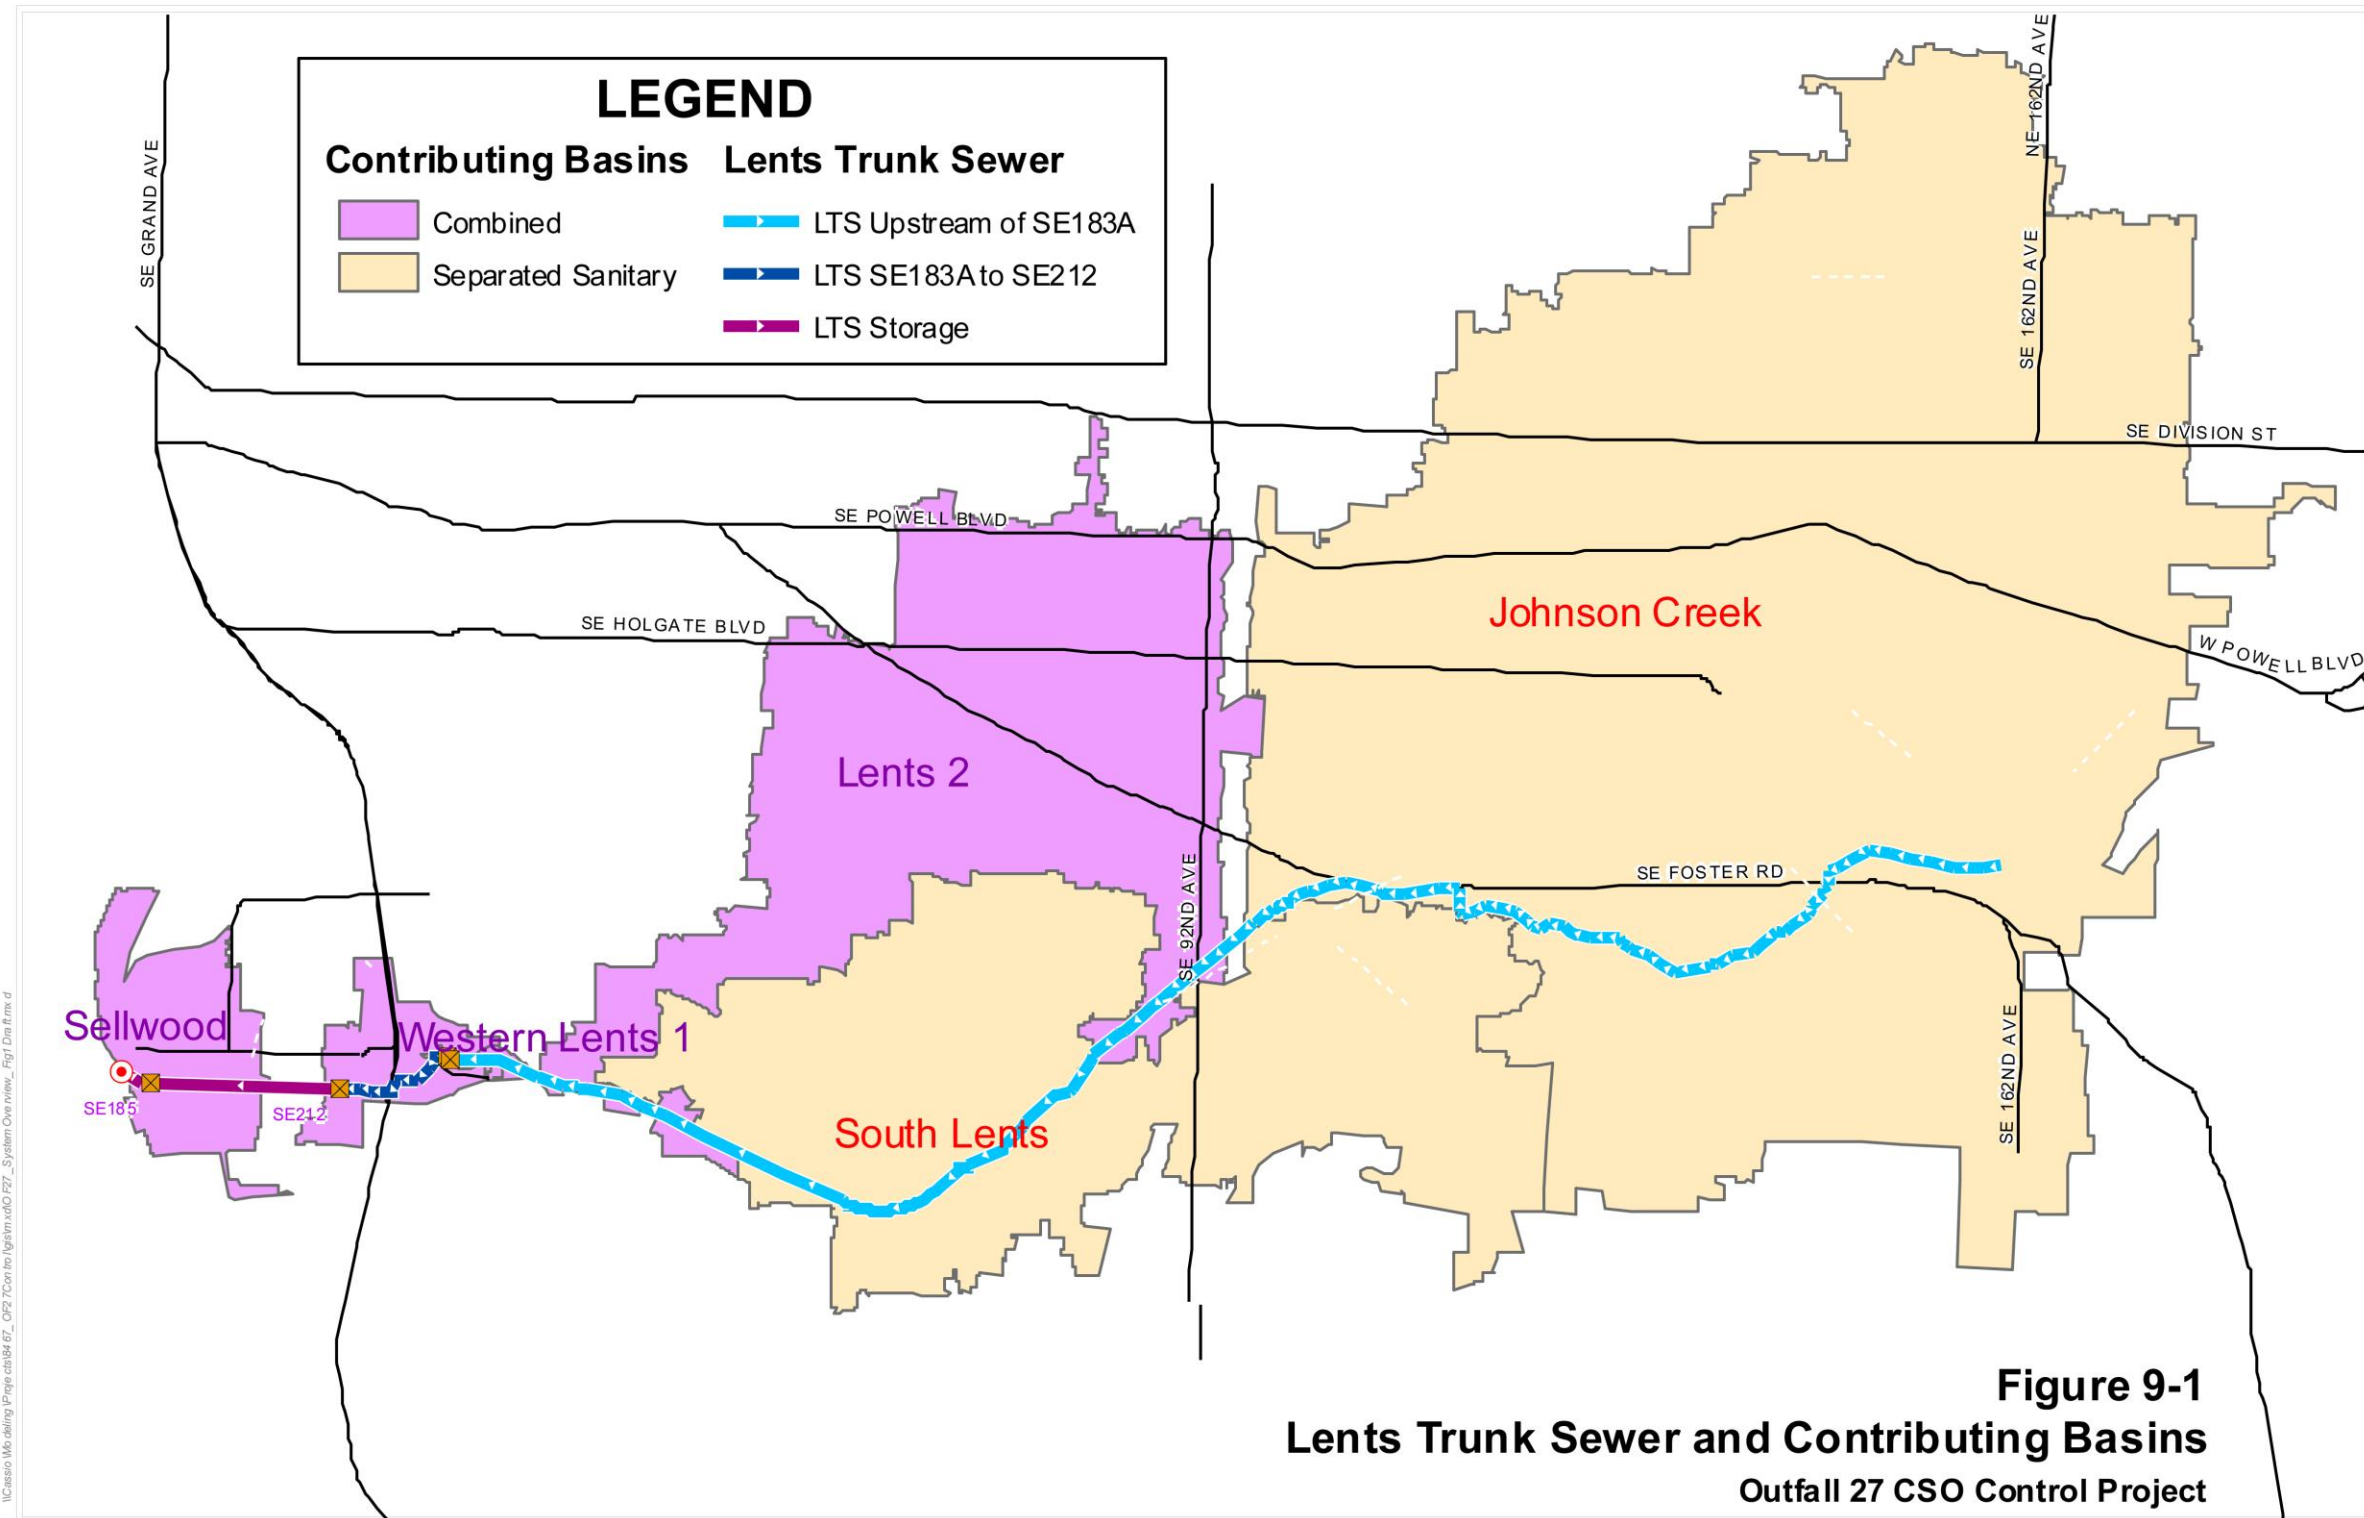 LEGEND
Contributing Basins
Combined
Separated Sanitary
Lents Trunk Sewer
LTS Upstream of SE183A
LTS SE183A to SE212
LTS Storage
SE GRAND AVE
NE 162ND AVE
SE 162ND AVE
SE DIVISION ST
SE POWELL BLVD
SE HOLGATE BLVD
Johnson Creek
W POWELL BLVD
Lents 2
SE FOSTER RD
SE 92ND AVE
Sellwood
Western Lents 1
SE185
SE212
South Lents
SE 162ND AVE
Figure 9-1
Lents Trunk Sewer and Contributing Basins
Outfall 27 CSO Control Project